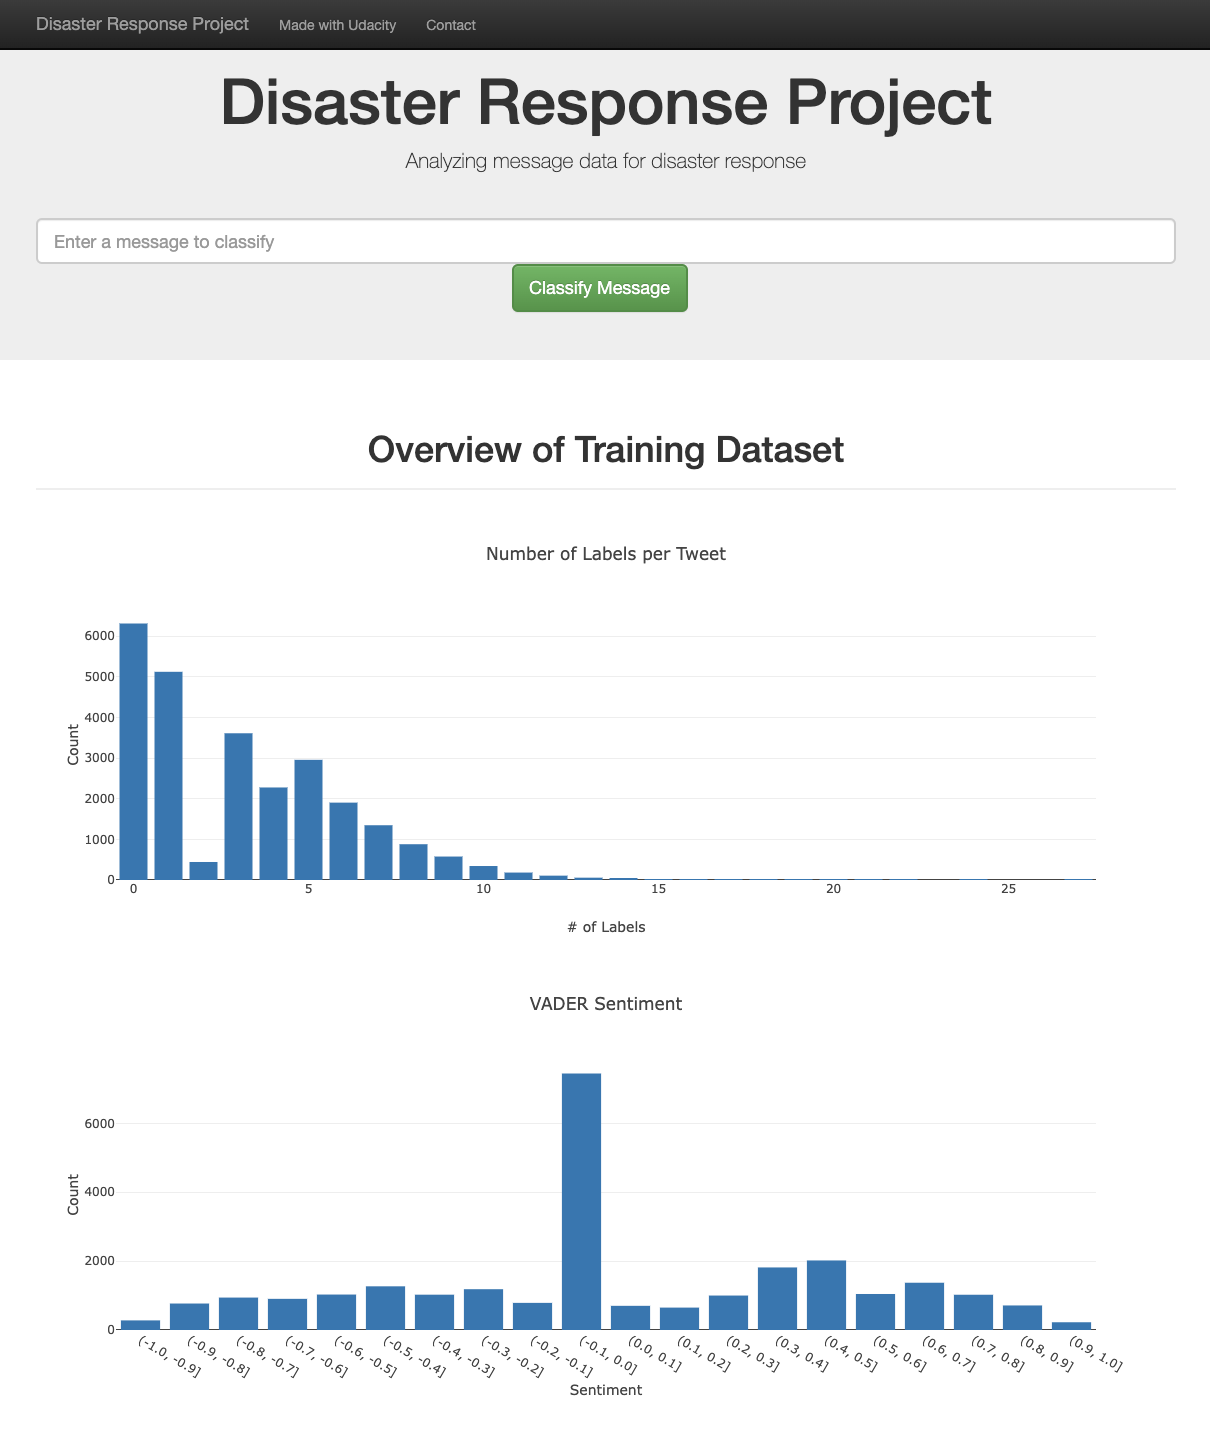 Disaster Response Project Made with Udacity Contact
Disaster Response Project
Analyzing message data for disaster response
Enter a message to classify
Classify Message
Overview of Training Dataset
Number of Labels per Tweet
6000
5000
4000
3000
2000
1000
0
Count
0 5 10 15 20 25
# of Labels
VADER Sentiment
6000
4000
2000
0
Count
(-1.0, -0.9] (-0.9, -0.8] (-0.8, -0.7] (-0.7, -0.6] (-0.6, -0.5] (-0.5, -0.4] (-0.4, -0.3] (-0.3, -0.2] (-0.2, -0.1] (-0.1, 0.0] (0.0, 0.1] (0.1, 0.2] (0.2, 0.3] (0.3, 0.4] (0.4, 0.5] (0.5, 0.6] (0.6, 0.7] (0.7, 0.8] (0.8, 0.9] (0.9, 1.0]
Sentiment